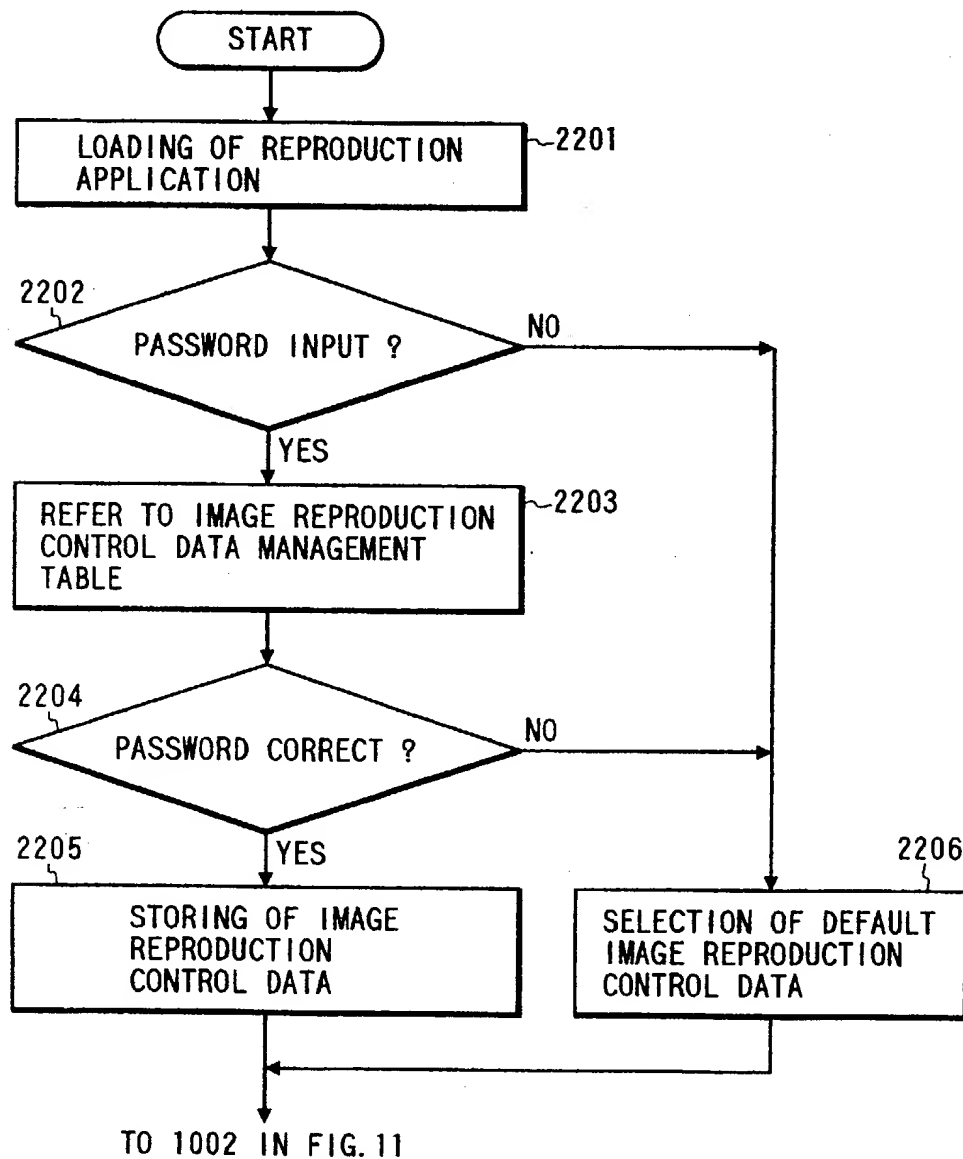 START
LOADING OF REPRODUCTION
APPLICATION
2201
2202
PASSWORD INPUT ?
NO
YES
REFER TO IMAGE REPRODUCTION
CONTROL DATA MANAGEMENT
TABLE
2203
2204
PASSWORD CORRECT ?
NO
YES
2205
STORING OF IMAGE
REPRODUCTION
CONTROL DATA
2206
SELECTION OF DEFAULT
IMAGE REPRODUCTION
CONTROL DATA
TO 1002 IN FIG. 11